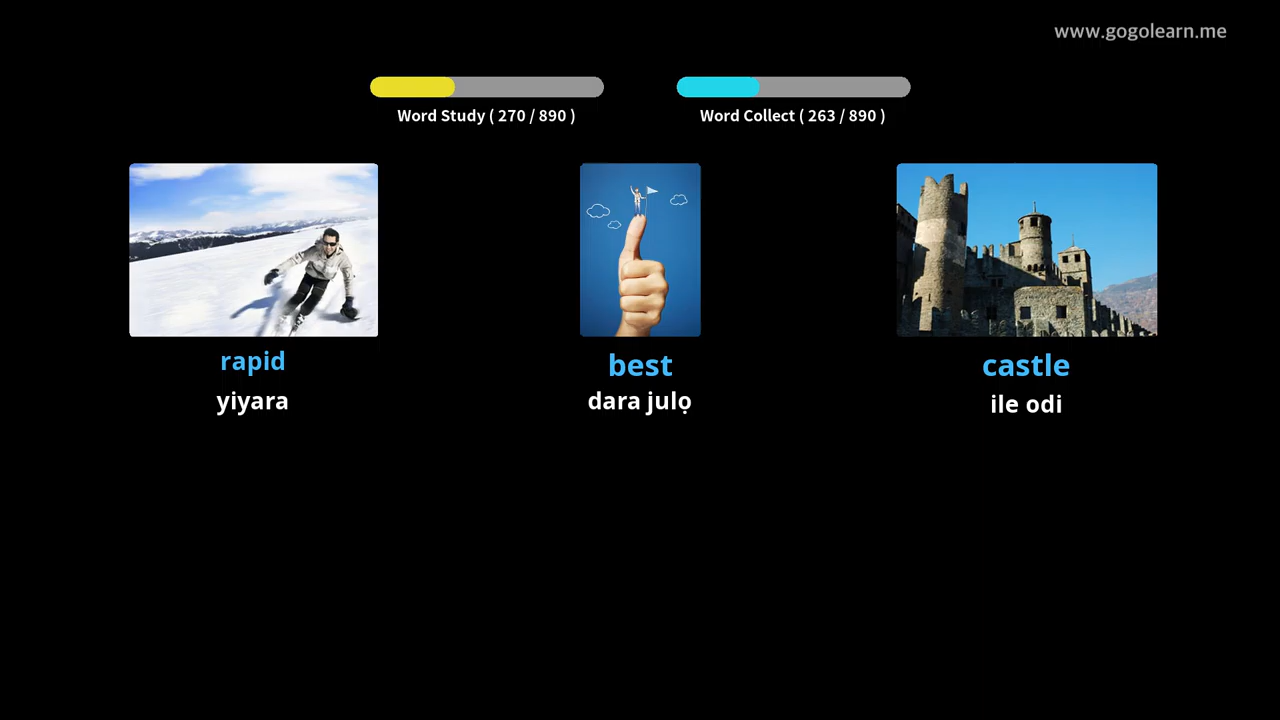 www.gogolearn.me
Word Study ( 270 / 890 )
Word Collect ( 263 / 890 )
rapid
yiyara
best
dara julọ
castle
ile odi